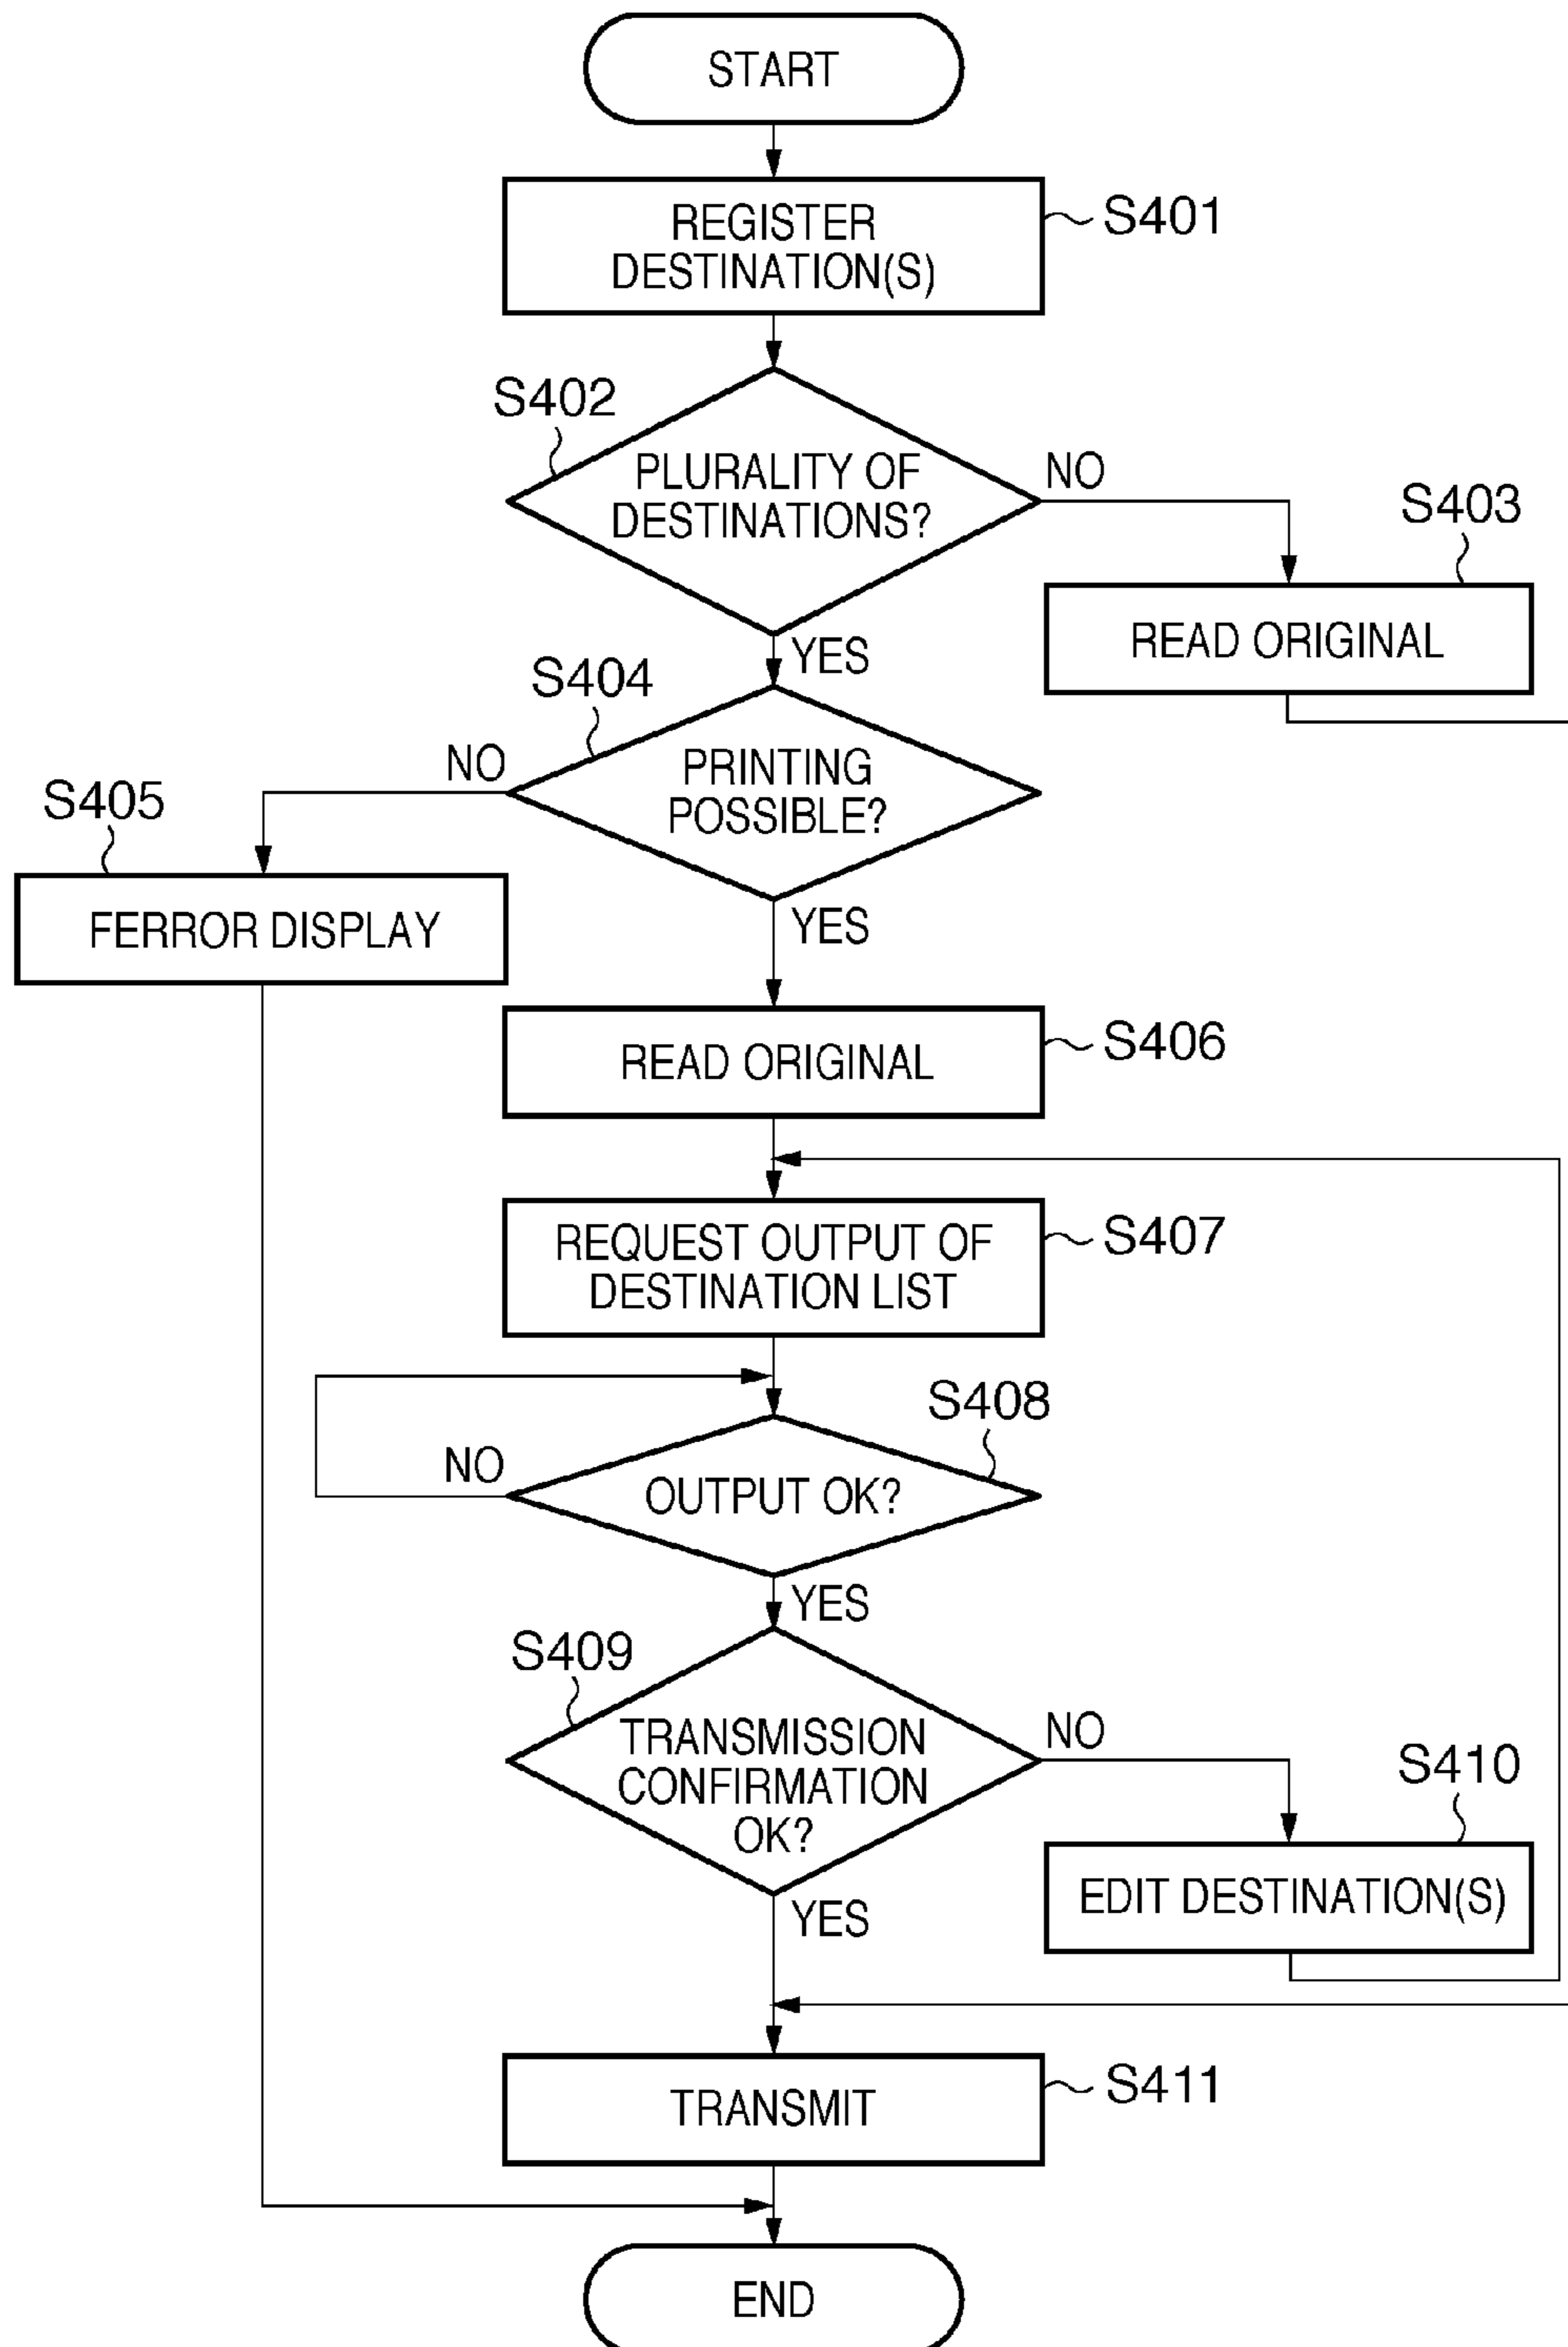 START
REGISTER
DESTINATION(S)
S401
S402
PLURALITY OF
DESTINATIONS?
NO
S403
READ ORIGINAL
YES
S404
PRINTING
POSSIBLE?
NO
S405
FERROR DISPLAY
YES
READ ORIGINAL
S406
REQUEST OUTPUT OF
DESTINATION LIST
S407
S408
OUTPUT OK?
NO
YES
S409
TRANSMISSION
CONFIRMATION
OK?
NO
S410
EDIT DESTINATION(S)
YES
TRANSMIT
S411
END